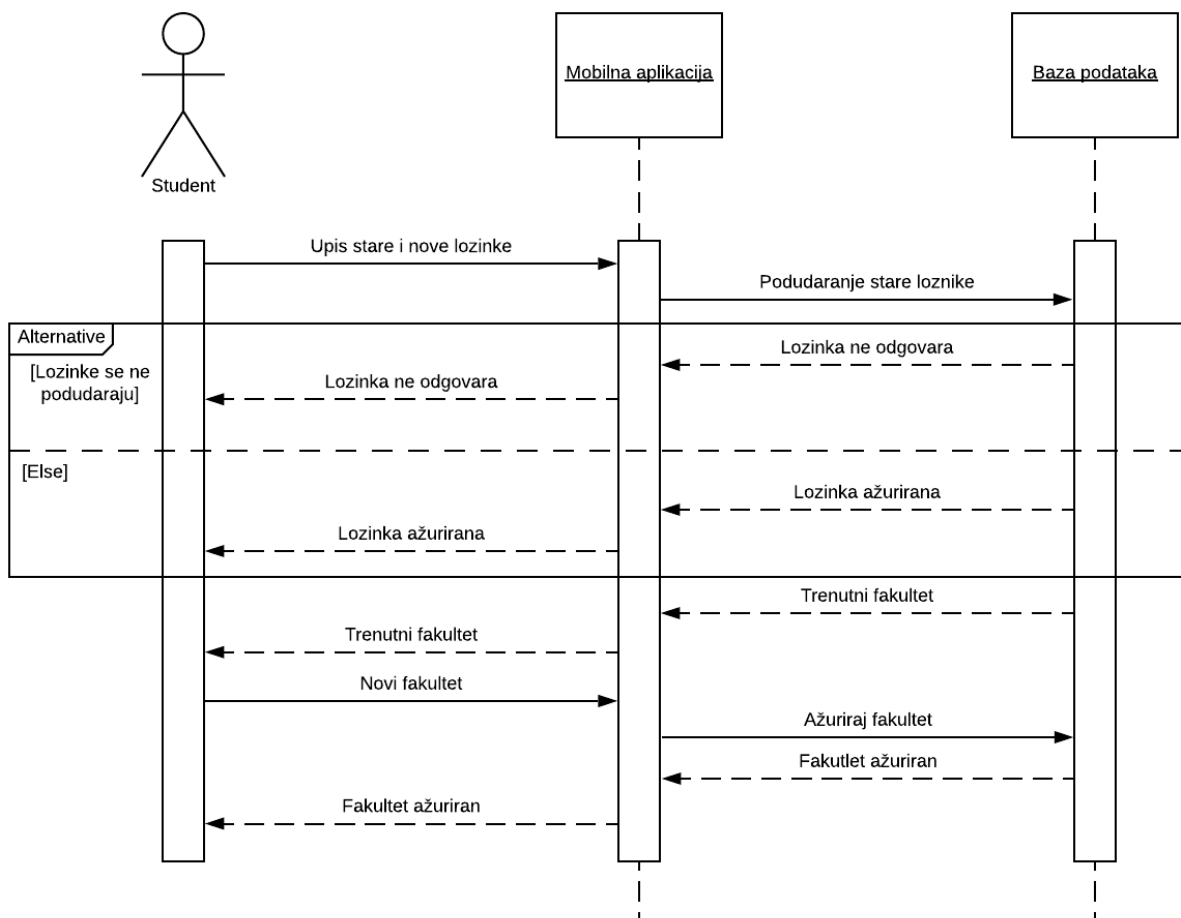 Mobilna aplikacija
Baza podataka
Student
Upis stare i nove lozinke
Podudaranje stare loznike
Alternative
Lozinka ne odgovara
[Lozinke se ne
podudaraju]
Lozinka ne odgovara
[Else]
Lozinka ažurirana
Lozinka ažurirana
Trenutni fakultet
Trenutni fakultet
Novi fakultet
Ažuriraj fakultet
Fakutlet ažuriran
Fakultet ažuriran